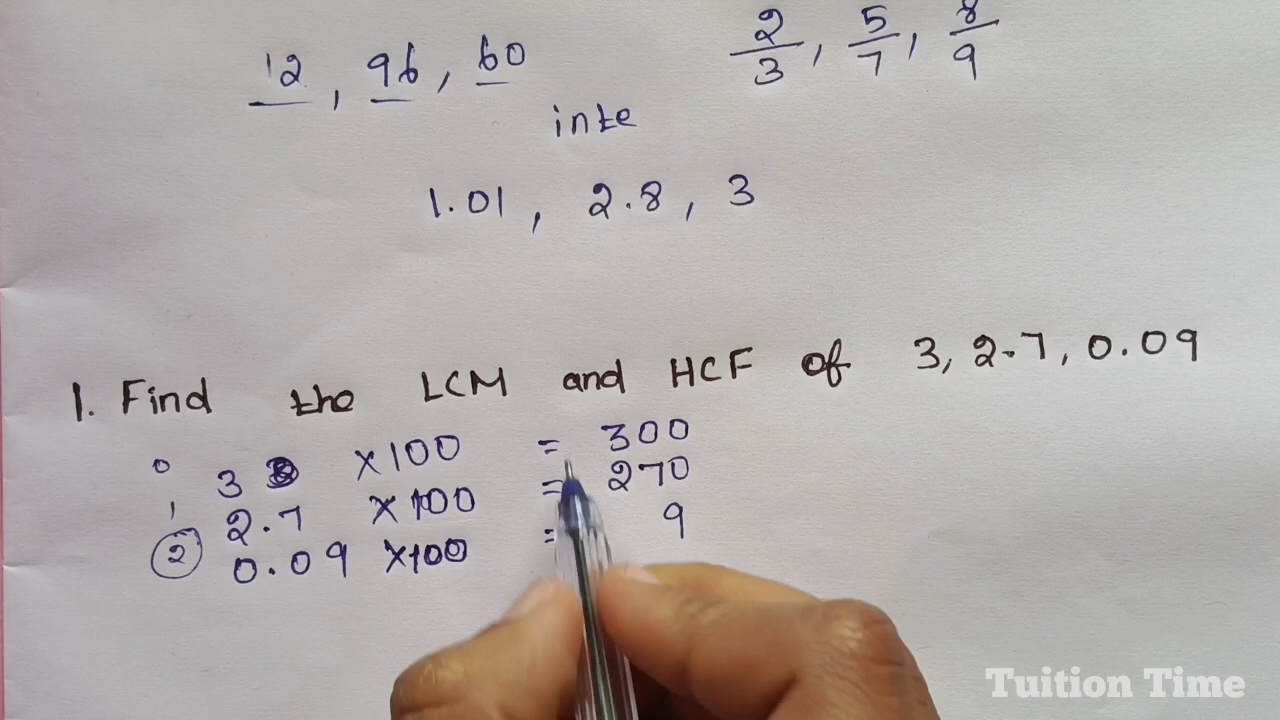 12, 96, 60
2/3, 5/7, 8/9
inte
1.01, 2.8, 3
1. Find the LCM and HCF of 3, 2.7, 0.09
0 3 ×100 = 300
1 2.7 ×100 = 270
2 0.09 ×100 = 9
Tuition Time